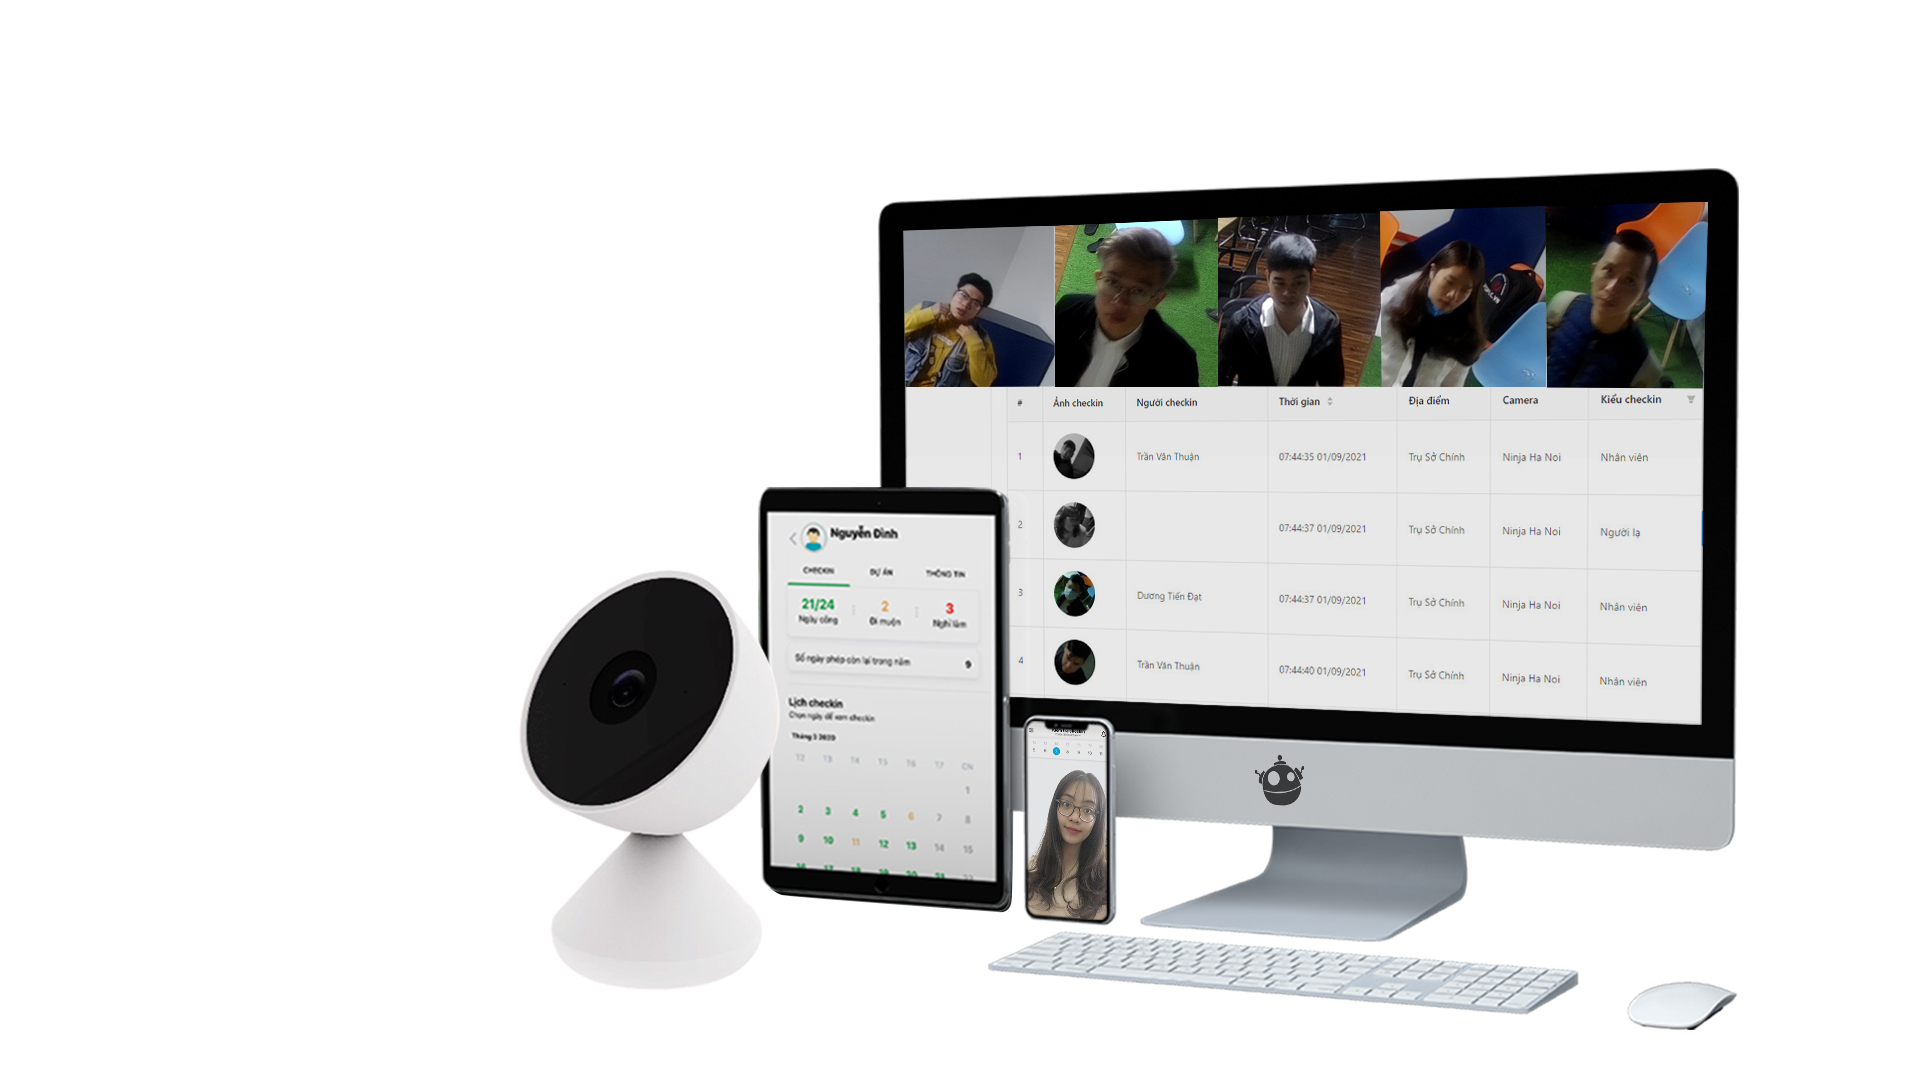 # Ảnh checkin Người checkin Thời gian Địa điểm Camera Kiểu checkin
1 Trần Văn Thuận 07:44:35 01/09/2021 Trụ Sở Chính Ninja Ha Noi Nhân viên
2 07:44:37 01/09/2021 Trụ Sở Chính Ninja Ha Noi Người lạ
3 Dương Tiến Đạt 07:44:37 01/09/2021 Trụ Sở Chính Ninja Ha Noi Nhân viên
4 Trần Văn Thuận 07:44:40 01/09/2021 Trụ Sở Chính Ninja Ha Noi Nhân viên
Nguyễn Đình
CHECKIN DỰ ÁN THÔNG TIN
21/24 2 3
Ngày công Đi muộn Nghỉ làm
Số ngày phép còn lại trong năm 9
Lịch checkin
Chọn ngày để xem checkin
Tháng 3 2020
T2 T3 T4 T5 T6 T7 CN
1
2 3 4 5 6 7 8
9 10 11 12 13 14 15
16 17 18 19 20 21